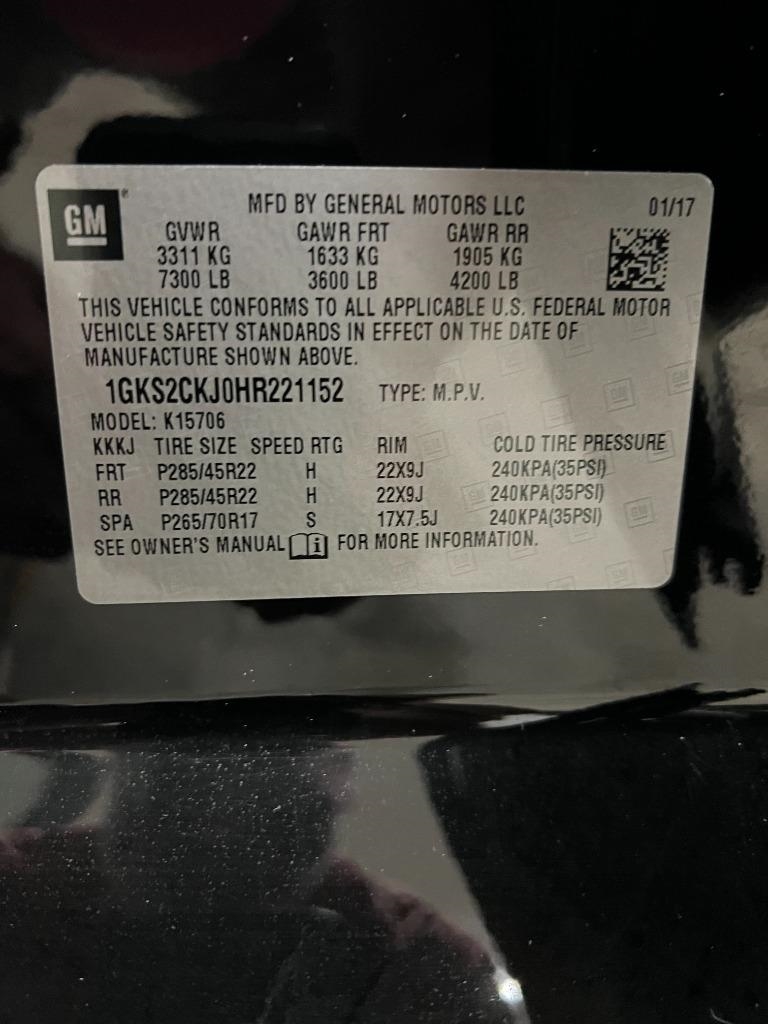 GM® MFD BY GENERAL MOTORS LLC 01/17
GVWR GAWR FRT GAWR RR
3311 KG 1633 KG 1905 KG
7300 LB 3600 LB 4200 LB
THIS VEHICLE CONFORMS TO ALL APPLICABLE U.S. FEDERAL MOTOR
VEHICLE SAFETY STANDARDS IN EFFECT ON THE DATE OF
MANUFACTURE SHOWN ABOVE.
1GKS2CKJ0HR221152 TYPE: M.P.V.
MODEL: K15706
KKKJ TIRE SIZE SPEED RTG RIM COLD TIRE PRESSURE
FRT P285/45R22 H 22X9J 240KPA(35PSI)
RR P285/45R22 H 22X9J 240KPA(35PSI)
SPA P265/70R17 S 17X7.5J 240KPA(35PSI)
SEE OWNER'S MANUAL i FOR MORE INFORMATION.